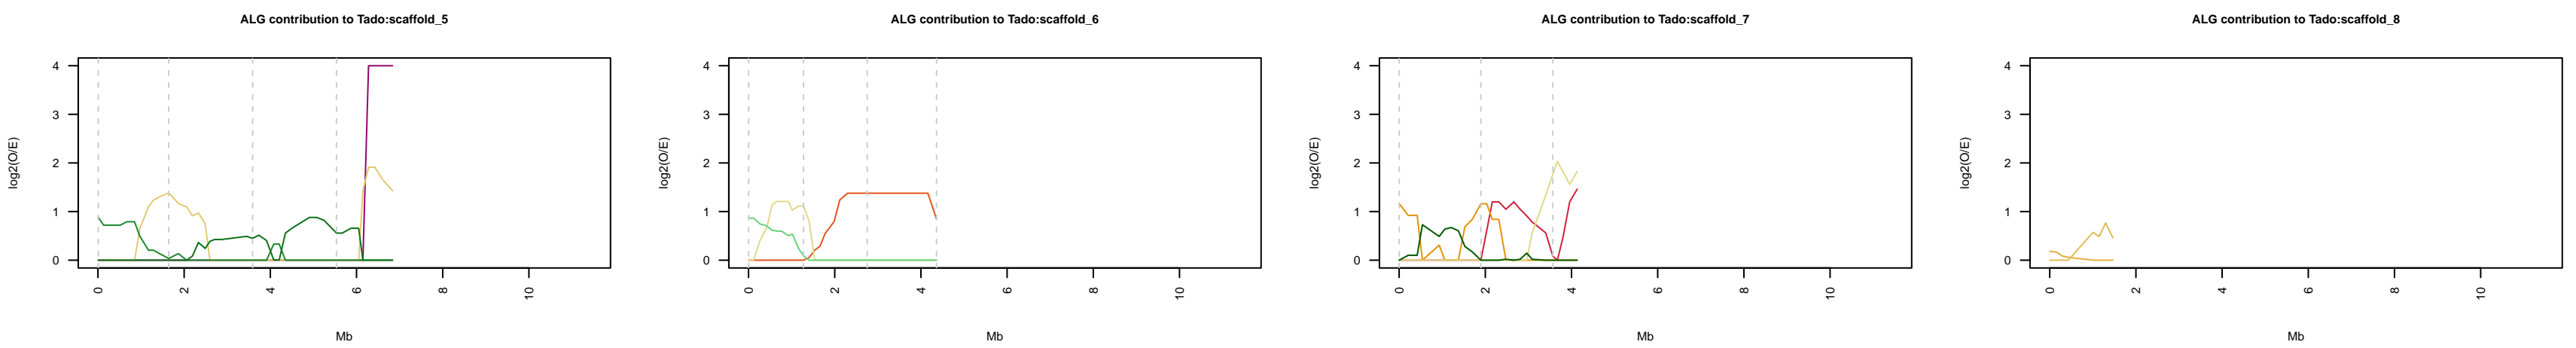 ALG contribution to Tado:scaffold_5
log2(O/E)
4
3
2
1
0
0 2 4 6 8 10
Mb
ALG contribution to Tado:scaffold_6
log2(O/E)
4
3
2
1
0
0 2 4 6 8 10
Mb
ALG contribution to Tado:scaffold_7
log2(O/E)
4
3
2
1
0
0 2 4 6 8 10
Mb
ALG contribution to Tado:scaffold_8
log2(O/E)
4
3
2
1
0
0 2 4 6 8 10
Mb